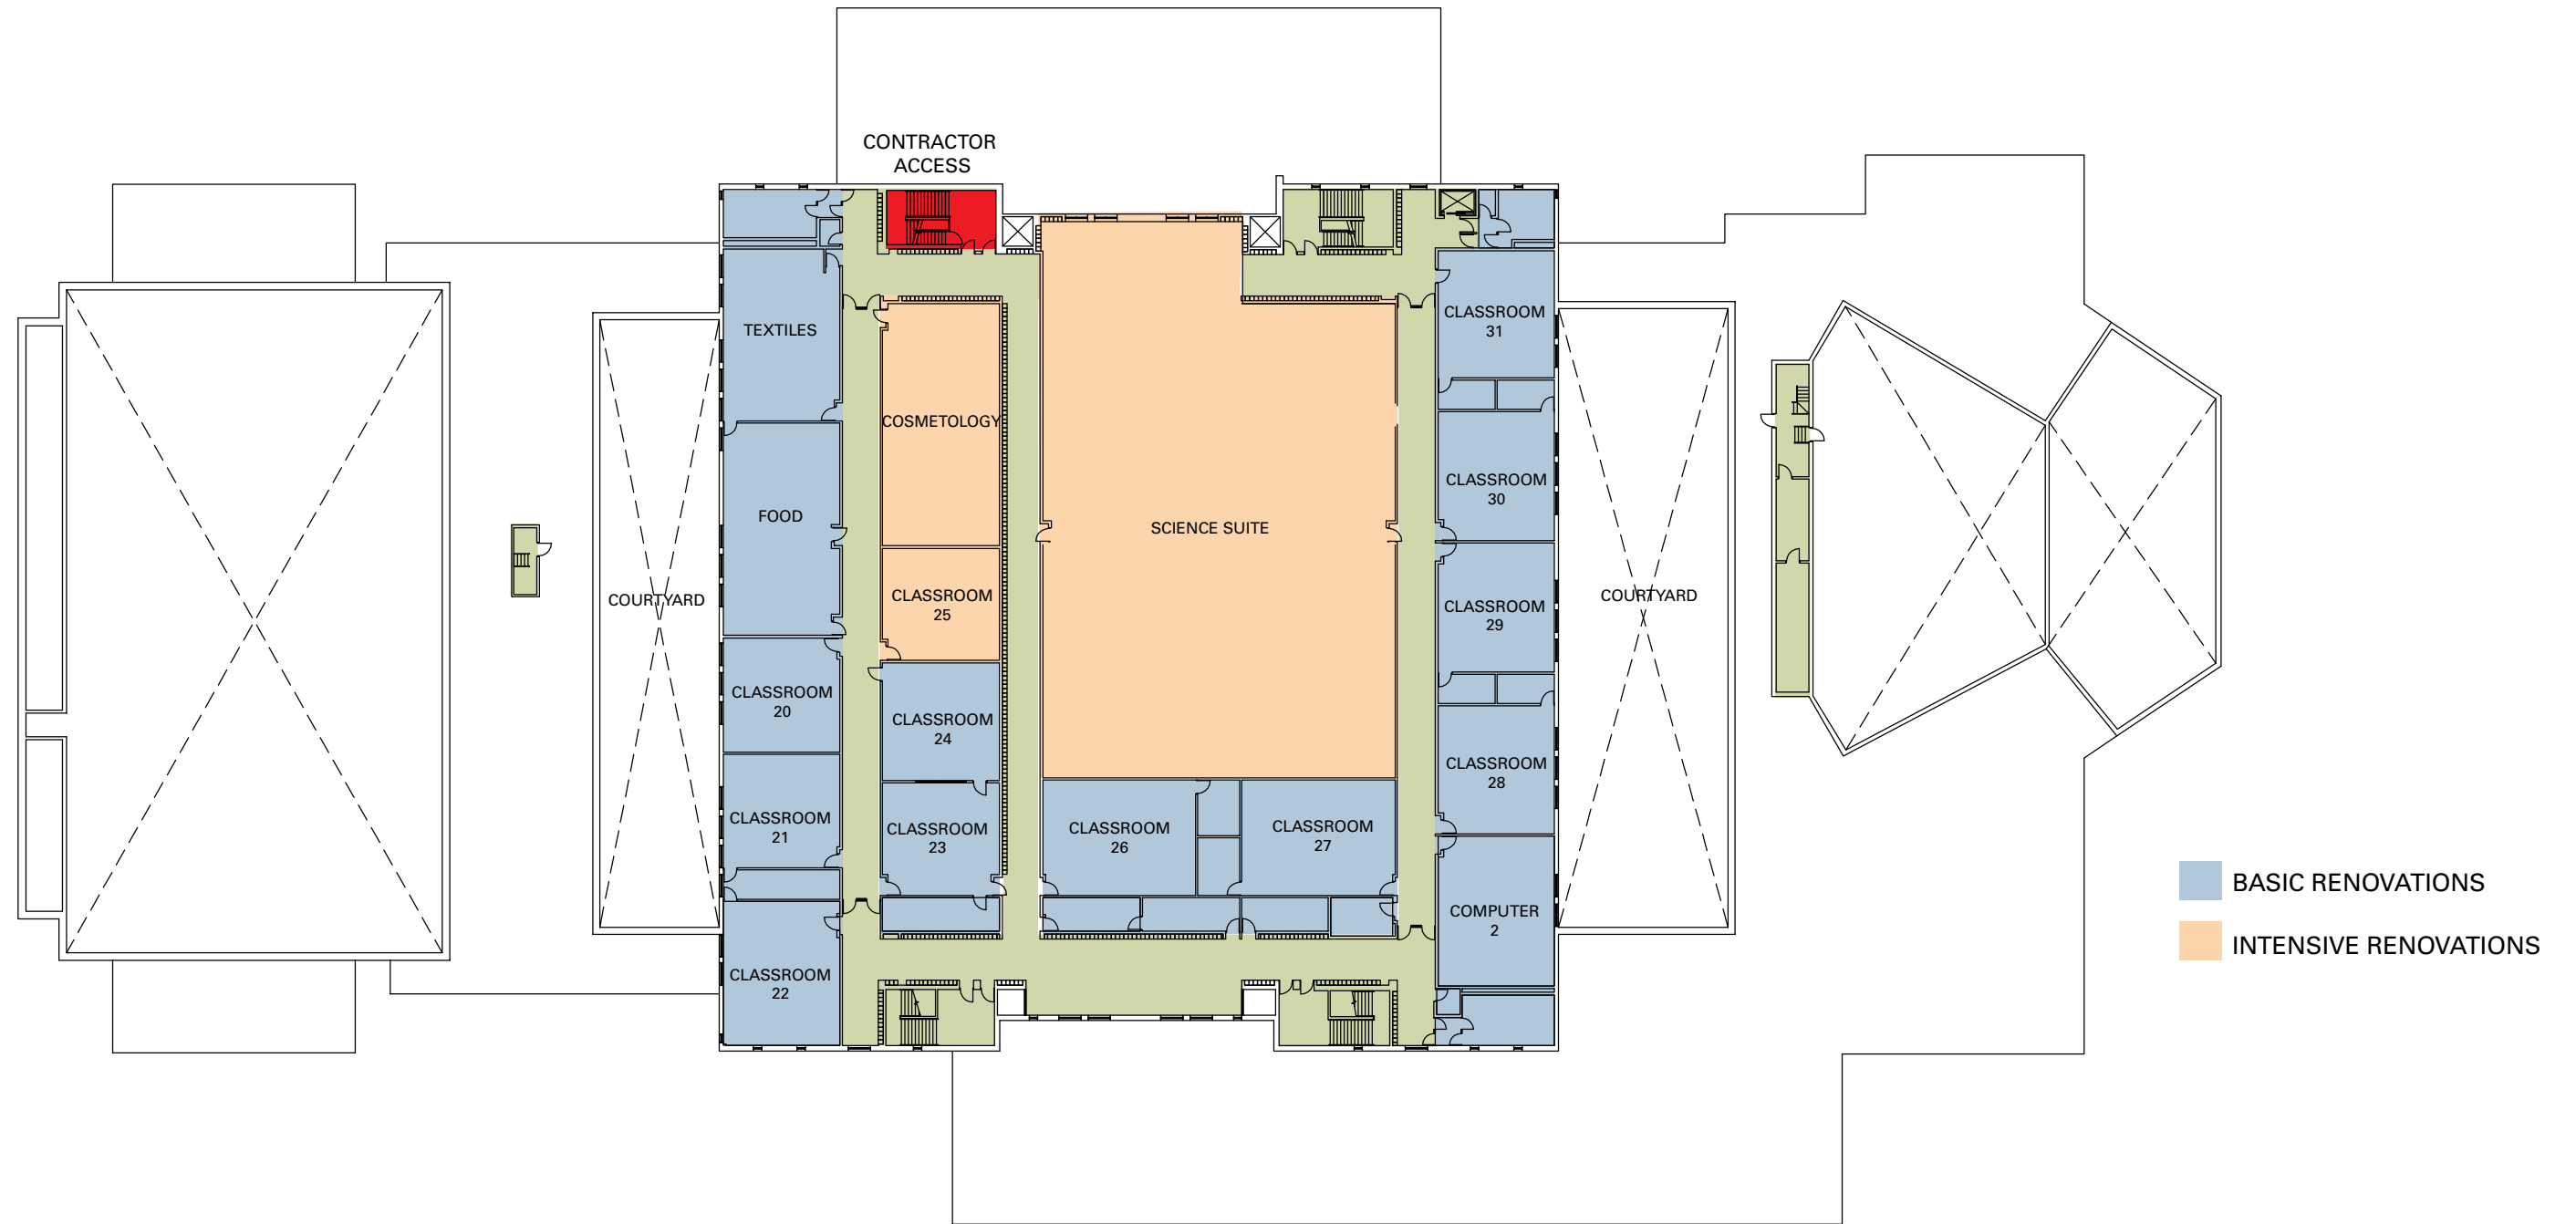 CONTRACTOR
ACCESS
TEXTILES
FOOD
CLASSROOM
20
CLASSROOM
21
CLASSROOM
22
COURTYARD
COSMETOLOGY
CLASSROOM
25
CLASSROOM
24
CLASSROOM
23
SCIENCE SUITE
CLASSROOM
26
CLASSROOM
27
CLASSROOM
31
CLASSROOM
30
CLASSROOM
29
CLASSROOM
28
COMPUTER
2
COURTYARD
BASIC RENOVATIONS
INTENSIVE RENOVATIONS